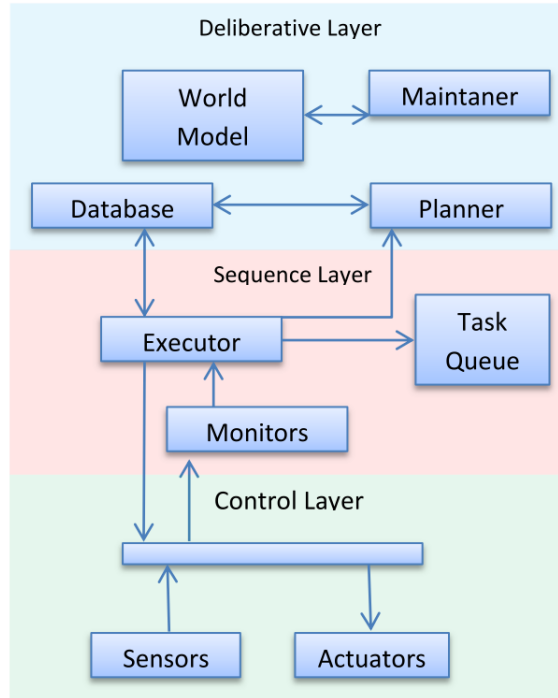 Deliberative Layer
World
Model
Maintaner
Database
Planner
Sequence Layer
Executor
Task
Queue
Monitors
Control Layer
Sensors
Actuators